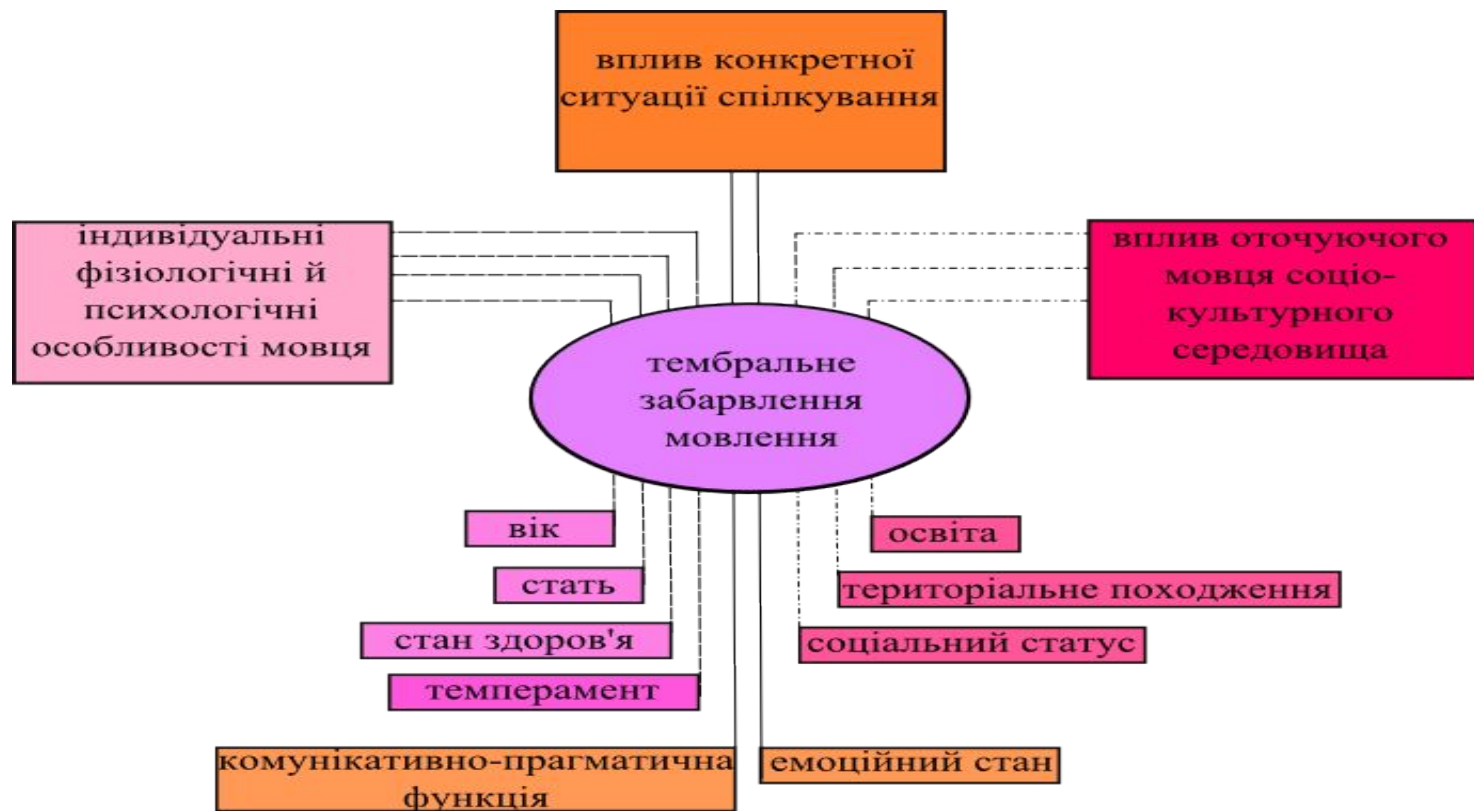 вплив конкретної
ситуації спілкування
індивідуальні
фізіологічні й
психологічні
особливості мовця
вплив оточуючого
мовця соціо-
культурного
середовища
тембральне
забарвлення
мовлення
вік
стать
стан здоров'я
темперамент
освіта
територіальне походження
соціальний статус
комунікативно-прагматична
функція
емоційний стан